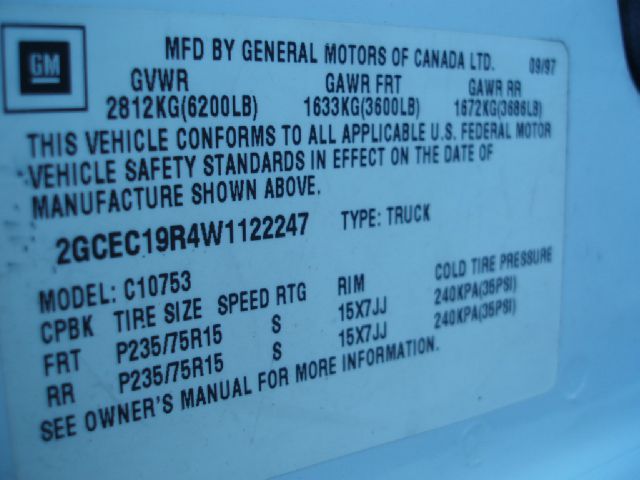 GM
MFD BY GENERAL MOTORS OF CANADA LTD. 09/97
GVWR GAWR FRT GAWR RR
2812KG(6200LB) 1633KG(3600LB) 1672KG(3686LB)
THIS VEHICLE CONFORMS TO ALL APPLICABLE U.S. FEDERAL MOTOR
VEHICLE SAFETY STANDARDS IN EFFECT ON THE DATE OF
MANUFACTURE SHOWN ABOVE.
2GCEC19R4W1122247 TYPE: TRUCK
MODEL: C10753
CPBK TIRE SIZE SPEED RTG RIM COLD TIRE PRESSURE
FRT P235/75R15 S 15X7JJ 240KPA(35PSI)
RR P235/75R15 S 15X7JJ 240KPA(35PSI)
SEE OWNER'S MANUAL FOR MORE INFORMATION.